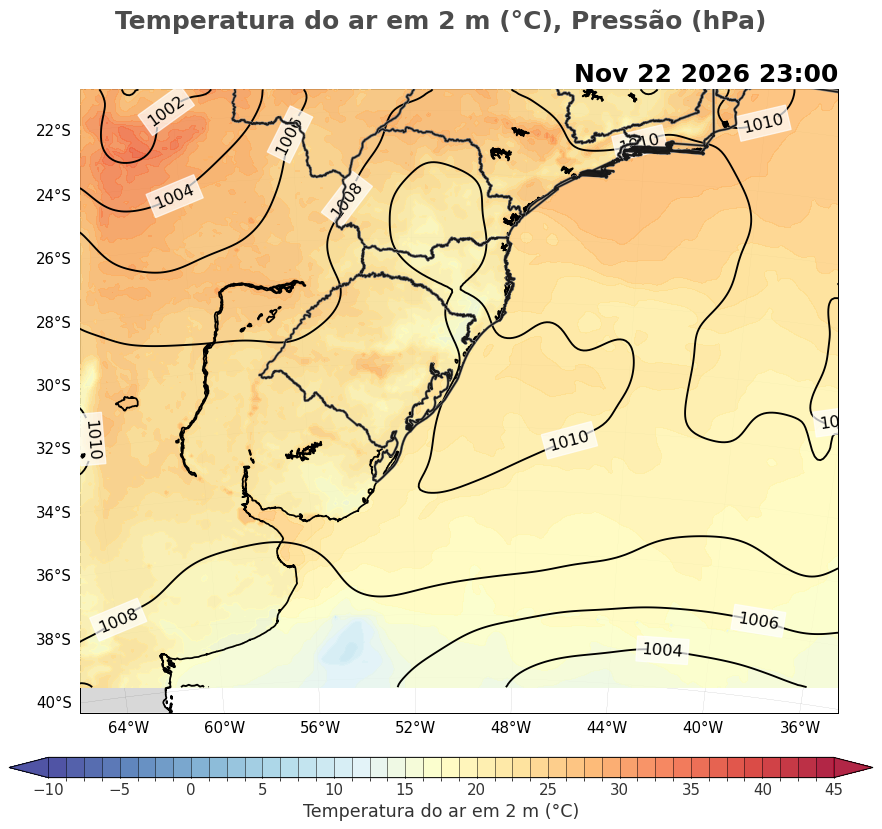 Temperatura do ar em 2 m (°C), Pressão (hPa)
Nov 22 2026 23:00
1002
1006
1010
1010
22°S
1004
1008
24°S
26°S
28°S
30°S
1010
10
1010
32°S
34°S
36°S
1008
1006
1004
38°S
40°S
64°W 60°W 56°W 52°W 48°W 44°W 40°W 36°W
−10 −5 0 5 10 15 20 25 30 35 40 45
Temperatura do ar em 2 m (°C)